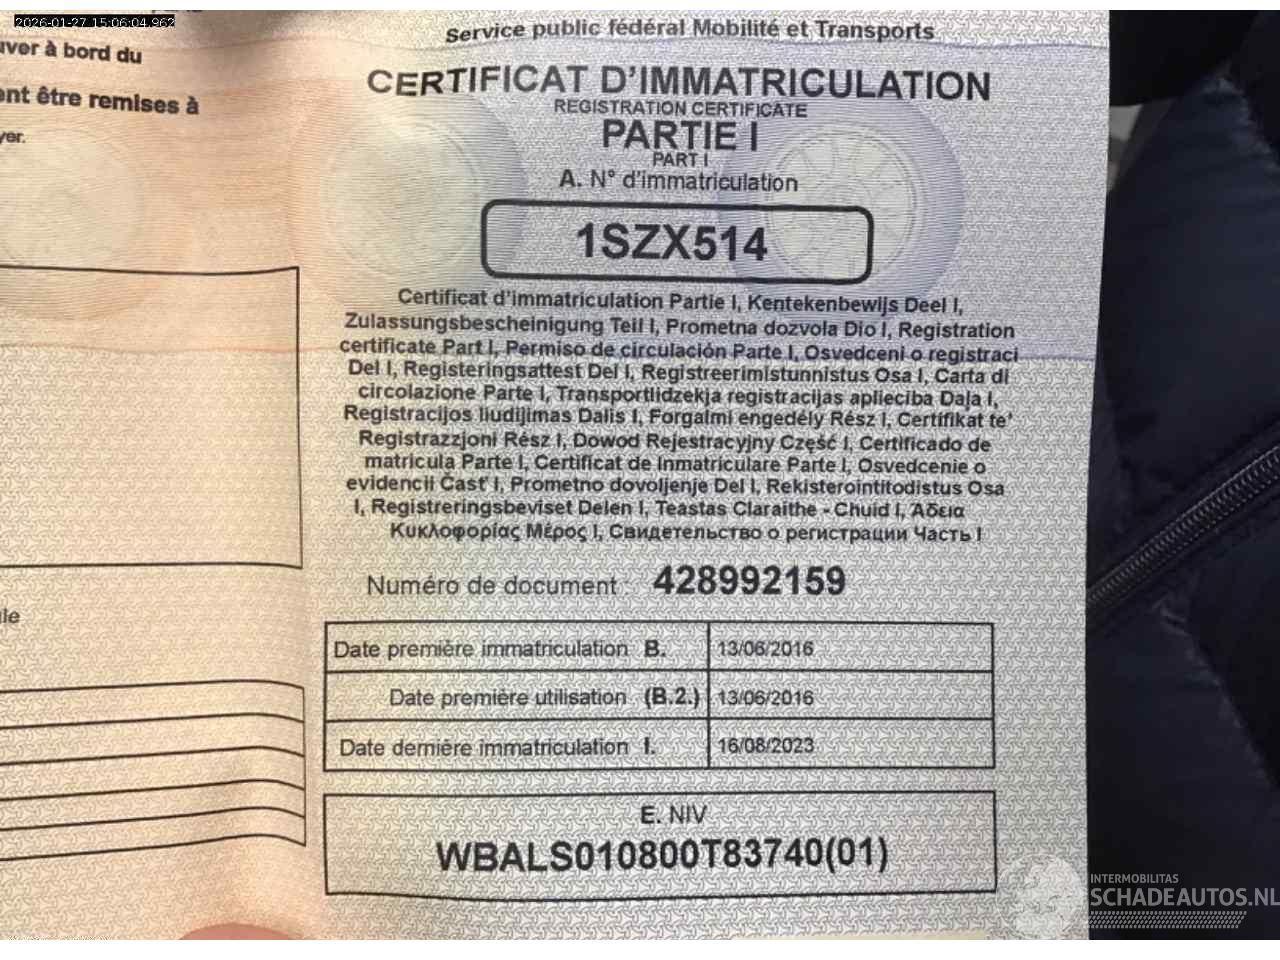 2026-01-27 15:06:04.962
uver à bord du
ent être remises à
yer.
le
Service public fédéral Mobilité et Transports
CERTIFICAT D'IMMATRICULATION
REGISTRATION CERTIFICATE
PARTIE I
PART I
A. N° d'immatriculation
1SZX514
Certificat d'immatriculation Partie I, Kentekenbewijs Deel I,
Zulassungsbescheinigung Teil I, Prometna dozvola Dio I, Registration
certificate Part I, Permiso de circulación Parte I, Osvedceni o registraci
Del I, Registeringsattest Del I, Registreerimistunnistus Osa I, Carta di
circolazione Parte I, Transportlidzekja registracijas aplieciba Daļa I,
Registracijos liudijimas Dalis I, Forgalmi engedély Rész I, Certifikat te'
Registrazzjoni Rész I, Dowod Rejestracyjny Część I, Certificado de
matricula Parte I, Certificat de Inmatriculare Parte I, Osvedcenie o
evidencii Casť I, Prometno dovoljenje Del I, Rekisterointitodistus Osa
I, Registreringsbeviset Delen I, Teastas Claraithe - Chuid I, Άδεια
Κυκλοφορίας Μέρος I, Свидетельство о регистрации Часть I
Numéro de document : 428992159
Date première immatriculation B. 13/06/2016
Date première utilisation (B.2.) 13/06/2016
Date dernière immatriculation I. 16/08/2023
E. NIV
WBALS010800T83740(01)
INTERMOBILITAS
SCHADEAUTOS.NL